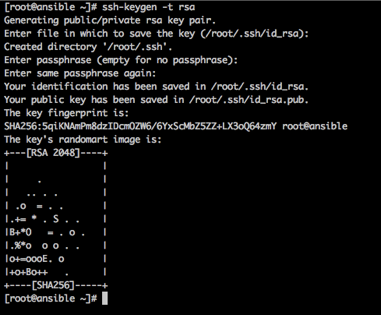 [root@ansible ~]# ssh-keygen -t rsa
Generating public/private rsa key pair.
Enter file in which to save the key (/root/.ssh/id_rsa):
Created directory '/root/.ssh'.
Enter passphrase (empty for no passphrase):
Enter same passphrase again:
Your identification has been saved in /root/.ssh/id_rsa.
Your public key has been saved in /root/.ssh/id_rsa.pub.
The key fingerprint is:
SHA256:5qiKNAmPm8dzIDcmOZW6/6YxScMbZ5ZZ+LX3oQ64zmY root@ansible
The key's randomart image is:
+---[RSA 2048]----+
|                 |
|     .           |
|   .. . .        |
| .o  = . .       |
|.+= * . S . .    |
|B+*O   = . o .   |
|.%*o  o o . .    |
|o+=oooE. o       |
|+o+Bo++   .      |
+----[SHA256]-----+
[root@ansible ~]#